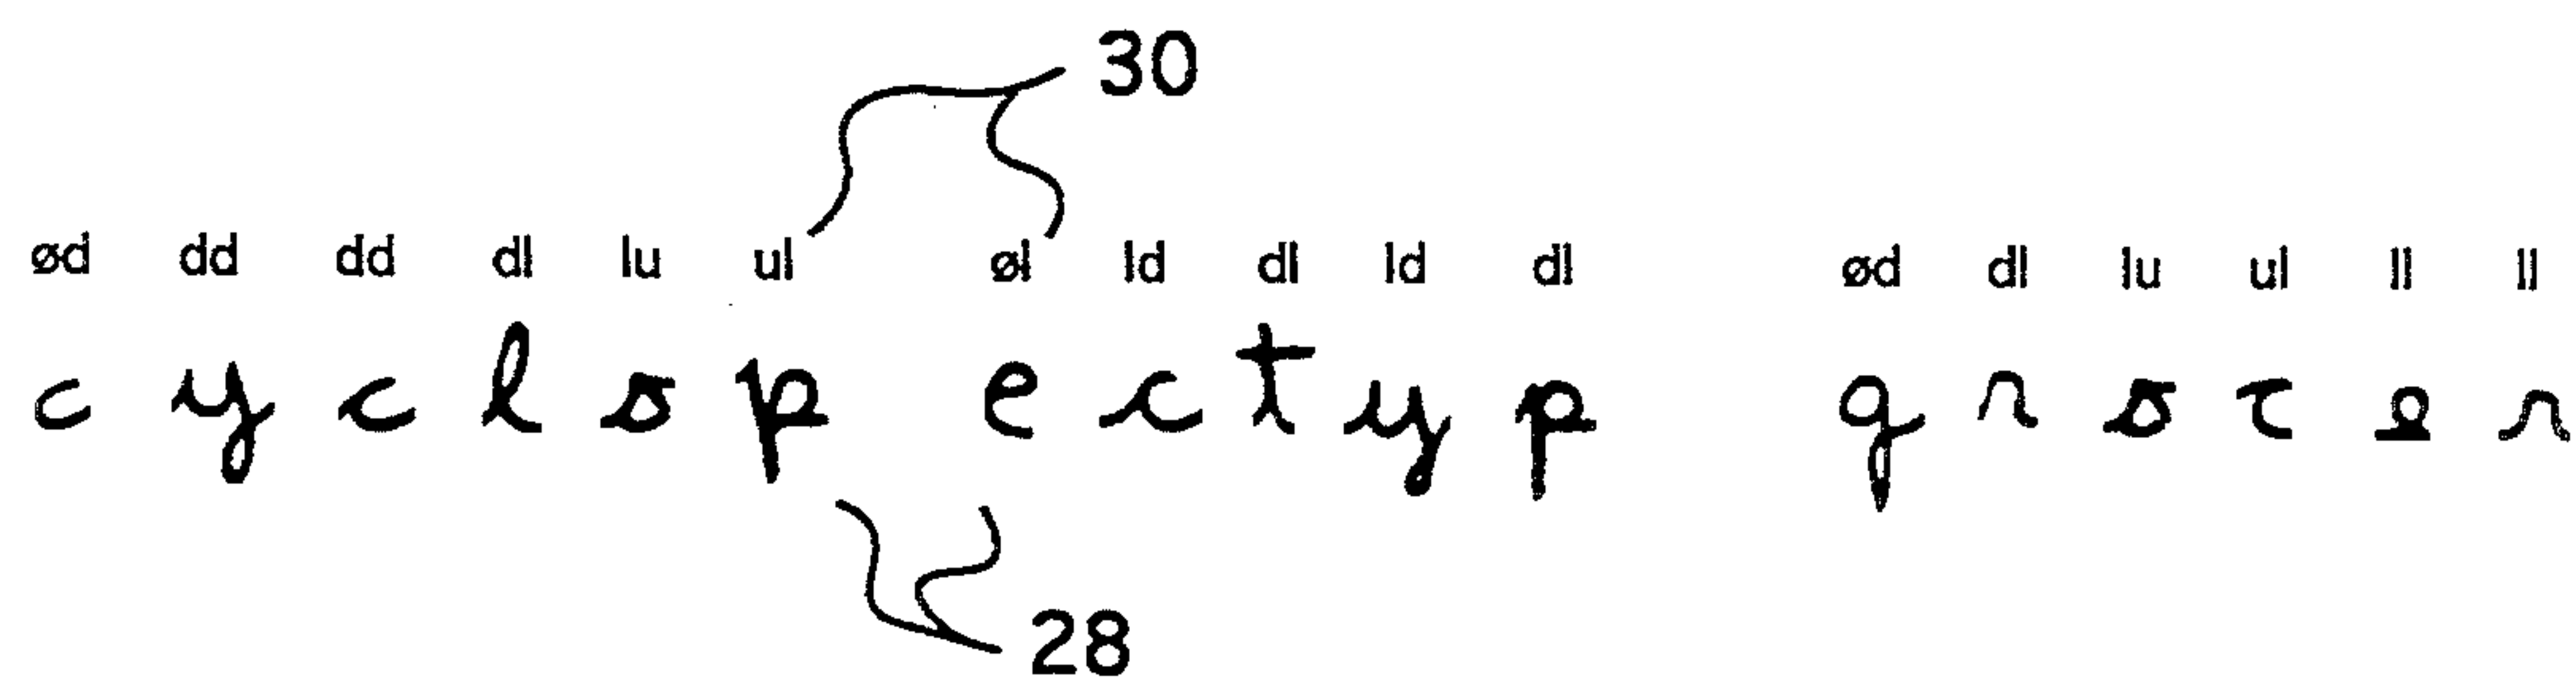 30
ød dd dd dl lu ul øl ld dl ld dl ød dl lu ul ll ll
c y c l o p e c t y p g r o c e r
28